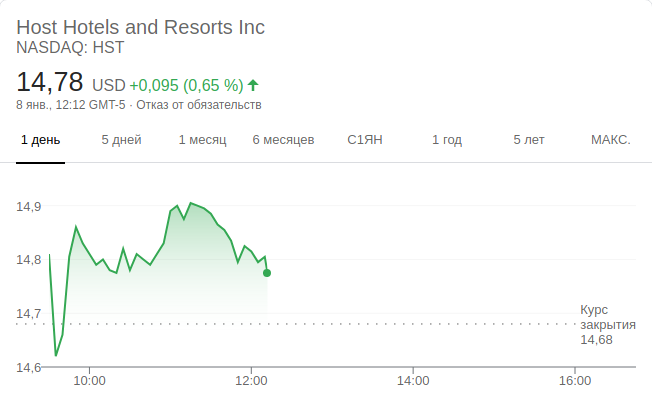 Host Hotels and Resorts Inc
NASDAQ: HST
14,78 USD +0,095 (0,65 %)
8 янв., 12:12 GMT-5 · Отказ от обязательств
1 день 5 дней 1 месяц 6 месяцев С1ЯН 1 год 5 лет МАКС.
14,9
14,8
14,7
Курс
закрытия
14,68
14,6
10:00 12:00 14:00 16:00